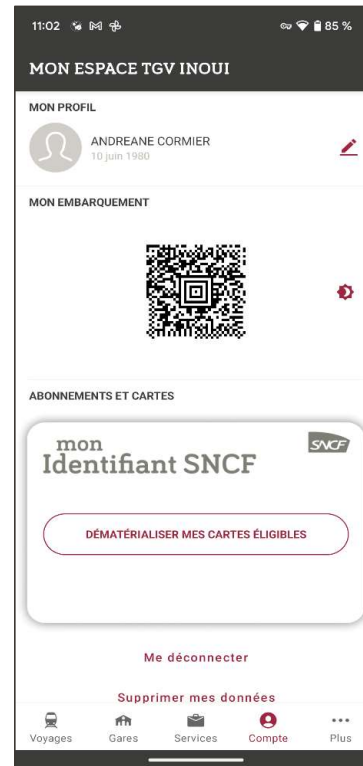 11:02
85 %
MON ESPACE TGV INOUI
MON PROFIL
ANDREANE CORMIER
10 juin 1980
MON EMBARQUEMENT
ABONNEMENTS ET CARTES
mon
Identifiant SNCF
SNCF
DÉMATÉRIALISER MES CARTES ÉLIGIBLES
Me déconnecter
Supprimer mes données
Voyages
Gares
Services
Compte
Plus